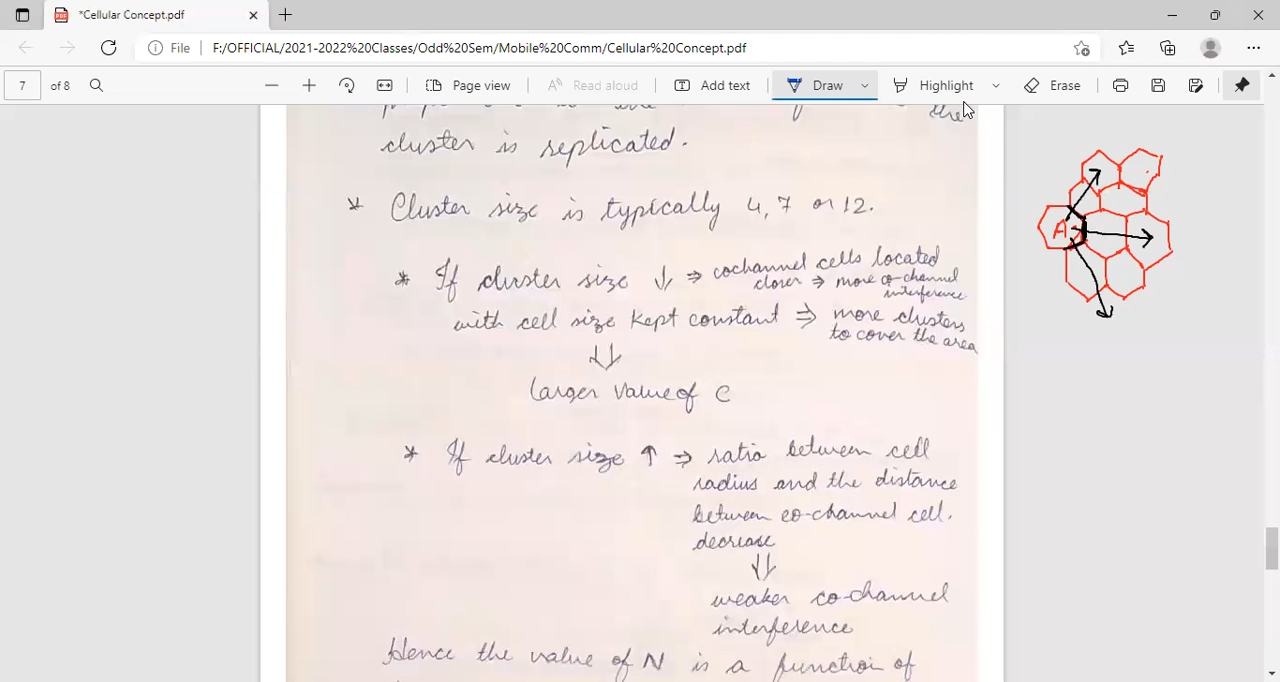 *Cellular Concept.pdf
File F:/OFFICIAL/2021-2022%20Classes/Odd%20Sem/Mobile%20Comm/Cellular%20Concept.pdf
7 of 8 Page view Read aloud Add text Draw Highlight Erase
the
cluster is replicated.
* Cluster size is typically 4, 7 or 12.
* If cluster size ↓ ⇒ cochannel cells located
closer ⇒ more co-channel
interference
with cell size kept constant ⇒ more clusters
to cover the area
⇓
larger value of C
* If cluster size ↑ ⇒ ratio between cell
radius and the distance
between co-channel cell.
decrease
⇓
weaker co-channel
interference
Hence the value of N is a function of
A